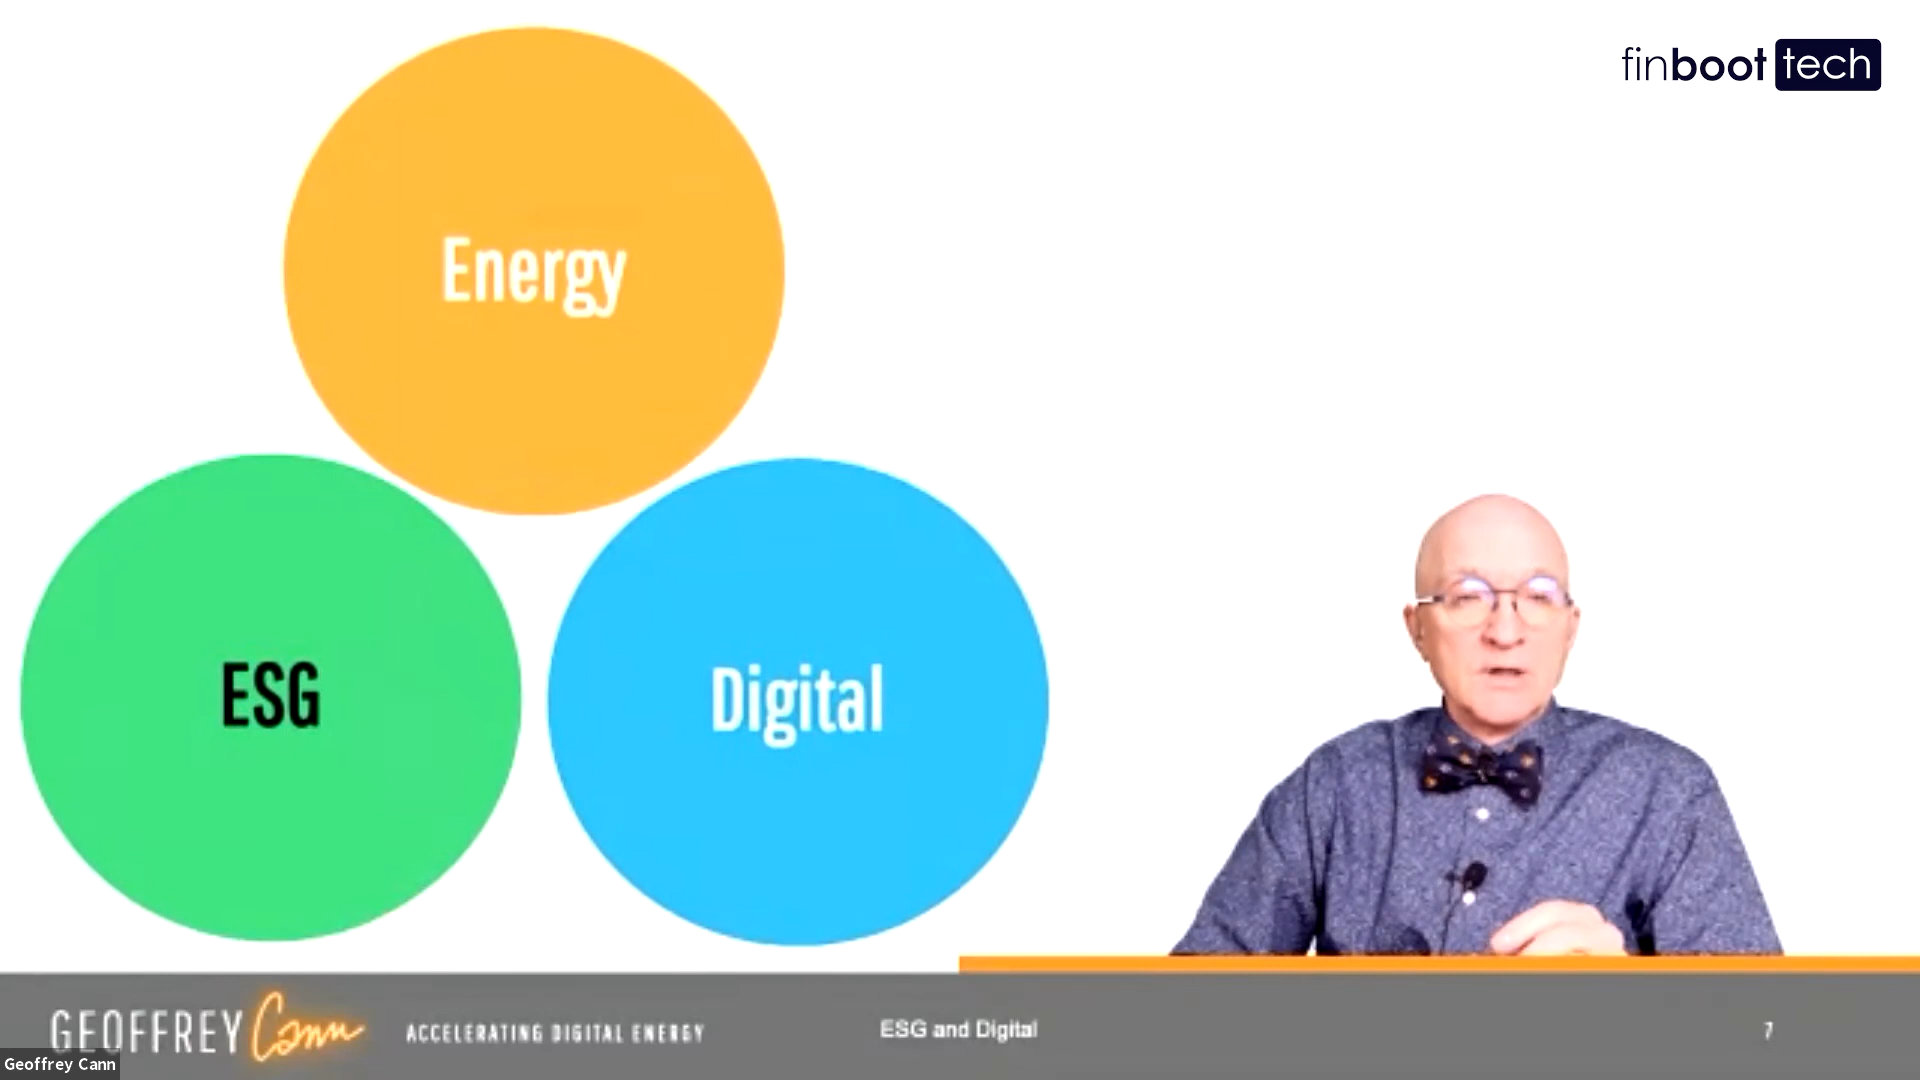 finboot tech
Energy
ESG
Digital
GEOFFREY Cann
ACCELERATING DIGITAL ENERGY
ESG and Digital
7
Geoffrey Cann